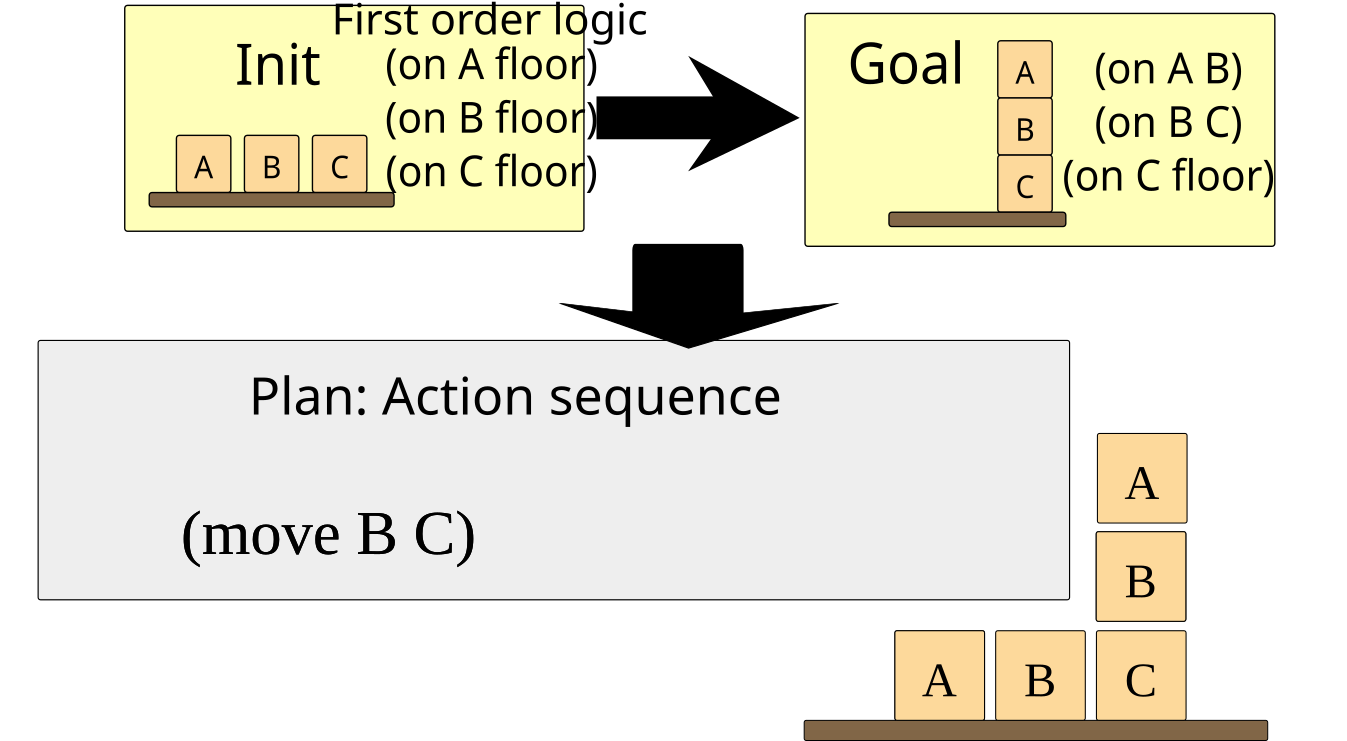 First order logic
Init
(on A floor)
(on B floor)
(on C floor)
A B C
Goal
(on A B)
(on B C)
(on C floor)
A
B
C
Plan: Action sequence
(move B C)
A
B
A B C